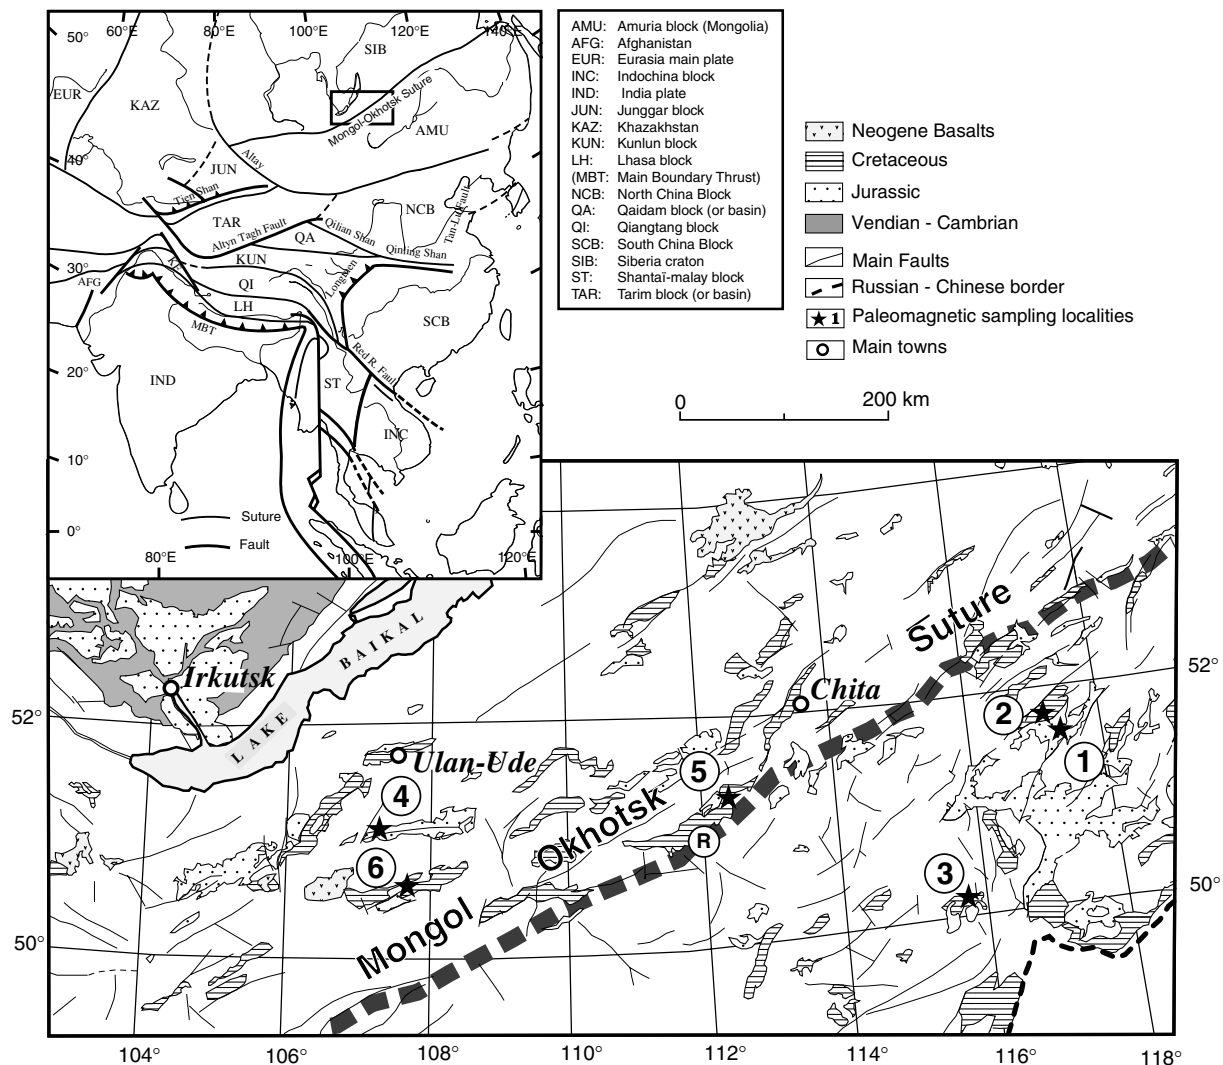 60°E
80°
100°E
120°E
140°E
50°
SIB
EUR
KAZ
Mongol-Okhotsk Suture
AMU
40°
Altay
JUN
Tien Shan
TAR
NCB
Tan-Lu Fault
Altyn Tagh Fault
QA
Qilian Shan
Qinling Shan
KUN
30°
AFG
QI
Longmen
LH
MBT
SCB
Red R. Faul
20°
IND
ST
INC
10°
Suture
0°
Fault
80°E
100°E
120°E
AMU: Amuria block (Mongolia)
AFG: Afghanistan
EUR: Eurasia main plate
INC: Indochina block
IND: India plate
JUN: Junggar block
KAZ: Khazakhstan
KUN: Kunlun block
LH: Lhasa block
(MBT: Main Boundary Thrust)
NCB: North China Block
QA: Qaidam block (or basin)
QI: Qiangtang block
SCB: South China Block
SIB: Siberia craton
ST: Shantaï-malay block
TAR: Tarim block (or basin)
Neogene Basalts
Cretaceous
Jurassic
Vendian - Cambrian
Main Faults
Russian - Chinese border
1 Paleomagnetic sampling localities
Main towns
0 200 km
Suture
LAKE BAIKAL
Irkutsk
52°
52°
Chita
2
1
Ulan-Ude
5
4
Okhotsk
R
6
3
50°
Mongol
50°
104° 106° 108° 110° 112° 114° 116° 118°